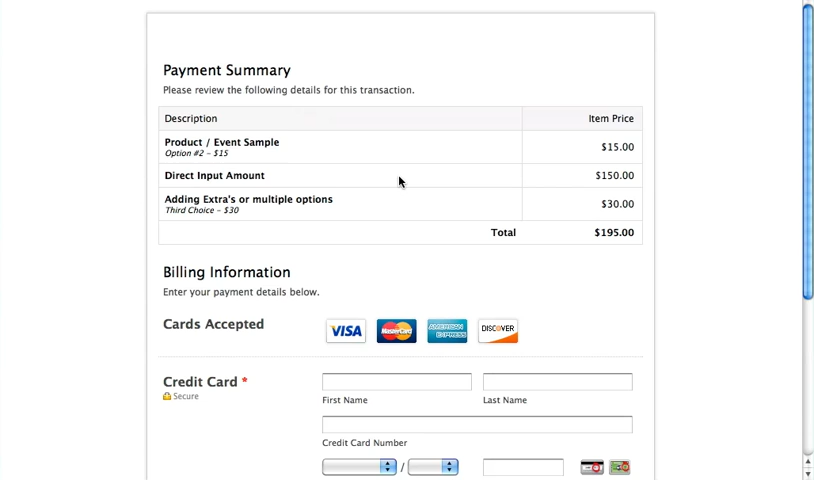 Payment Summary
Please review the following details for this transaction.
Description Item Price
Product / Event Sample
Option #2 - $15 $15.00
Direct Input Amount $150.00
Adding Extra's or multiple options
Third Choice - $30 $30.00
Total $195.00
Billing Information
Enter your payment details below.
Cards Accepted VISA MasterCard AMERICAN EXPRESS DISCOVER
Credit Card *
Secure
First Name Last Name
Credit Card Number
/